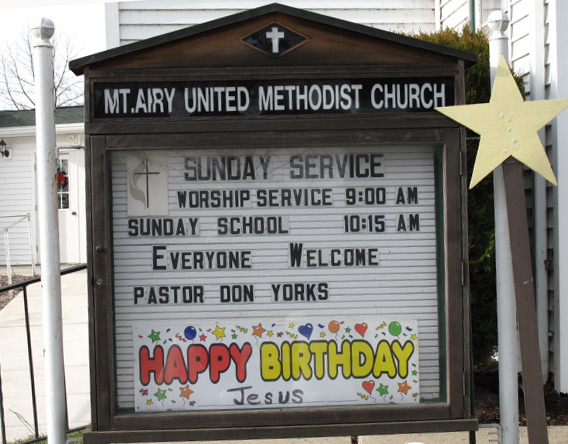 MT.AIRY UNITED METHODIST CHURCH
SUNDAY SERVICE
WORSHIP SERVICE 9:00 AM
SUNDAY SCHOOL 10:15 AM
EVERYONE WELCOME
PASTOR DON YORKS
HAPPY BIRTHDAY
Jesus